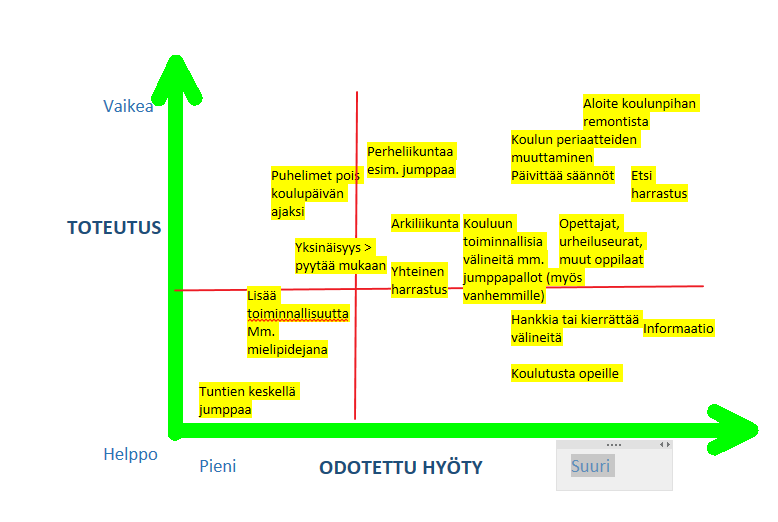 Vaikea
Aloite koulunpihan
remontista
Koulun periaatteiden
muuttaminen
Päivittää säännöt
Etsi
harrastus
Perheliikuntaa
esim. jumppaa
Puhelimet pois
koulupäivän
ajaksi
TOTEUTUS
Arkiliikunta
Kouluun
toiminnallisia
välineitä mm.
jumppapallot (myös
vanhemmille)
Opettajat,
urheiluseurat,
muut oppilaat
Yksinäisyys >
pyytää mukaan
Yhteinen
harrastus
Lisää
toiminnallisuutta
Mm.
mielipidejana
Hankkia tai kierrättää
välineitä
Informaatio
Koulutusta opeille
Tuntien keskellä
jumppaa
Helppo
Pieni
ODOTETTU HYÖTY
Suuri